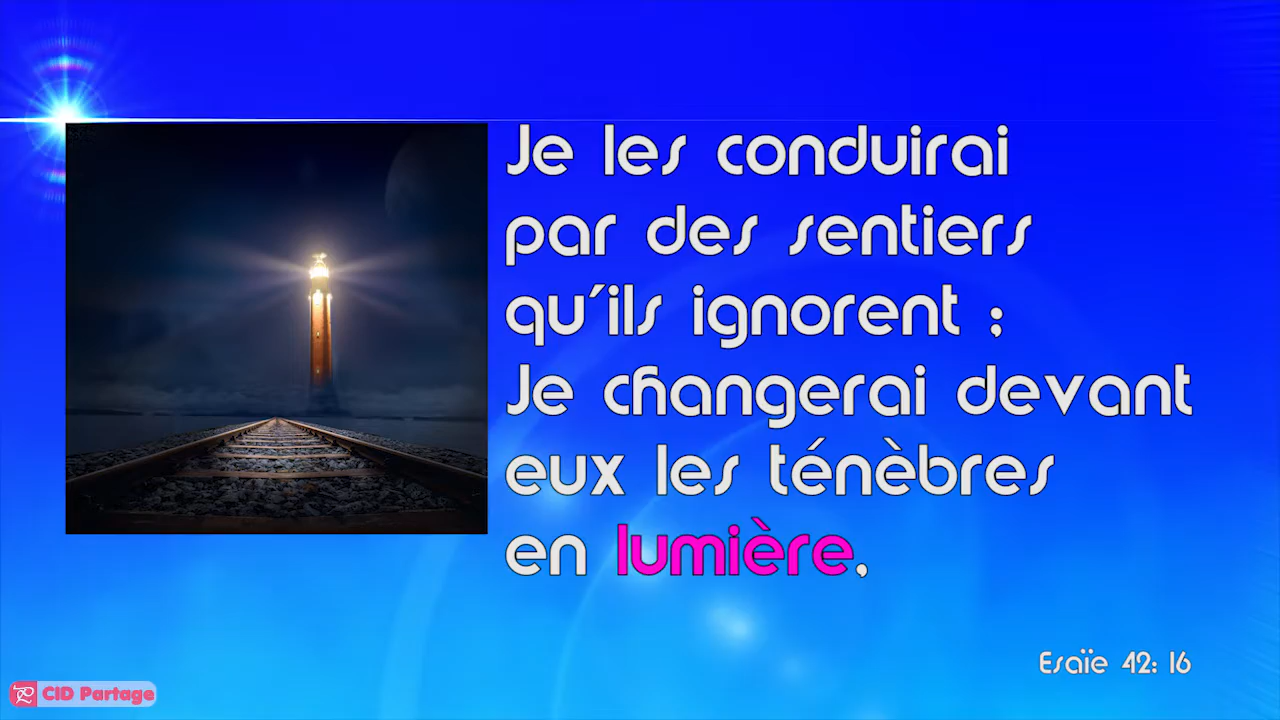 Je les conduirai
par des sentiers
qu'ils ignorent ;
Je changerai devant
eux les ténèbres
en lumière,
Esaïe 42: 16
CID Partage